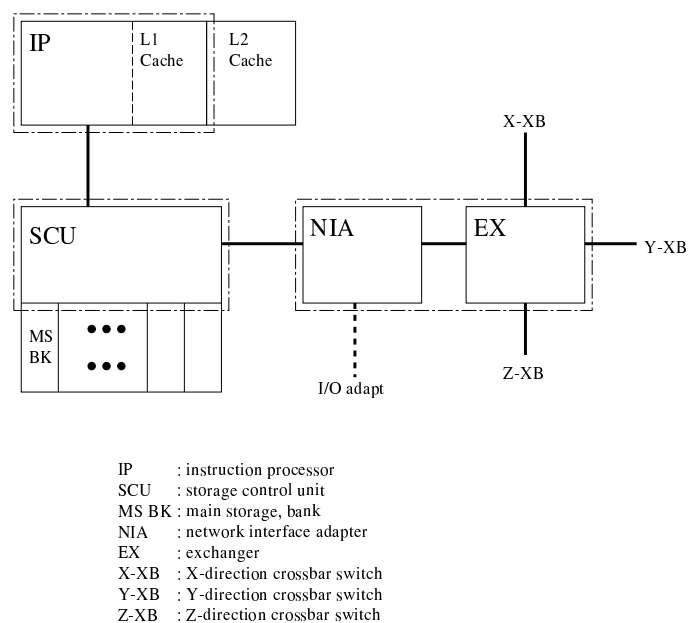 IP
L1
Cache
L2
Cache
X-XB
SCU
NIA
EX
Y-XB
MS
BK
Z-XB
I/O adapt
IP : instruction processor
SCU : storage control unit
MS BK : main storage, bank
NIA : network interface adapter
EX : exchanger
X-XB : X-direction crossbar switch
Y-XB : Y-direction crossbar switch
Z-XB : Z-direction crossbar switch